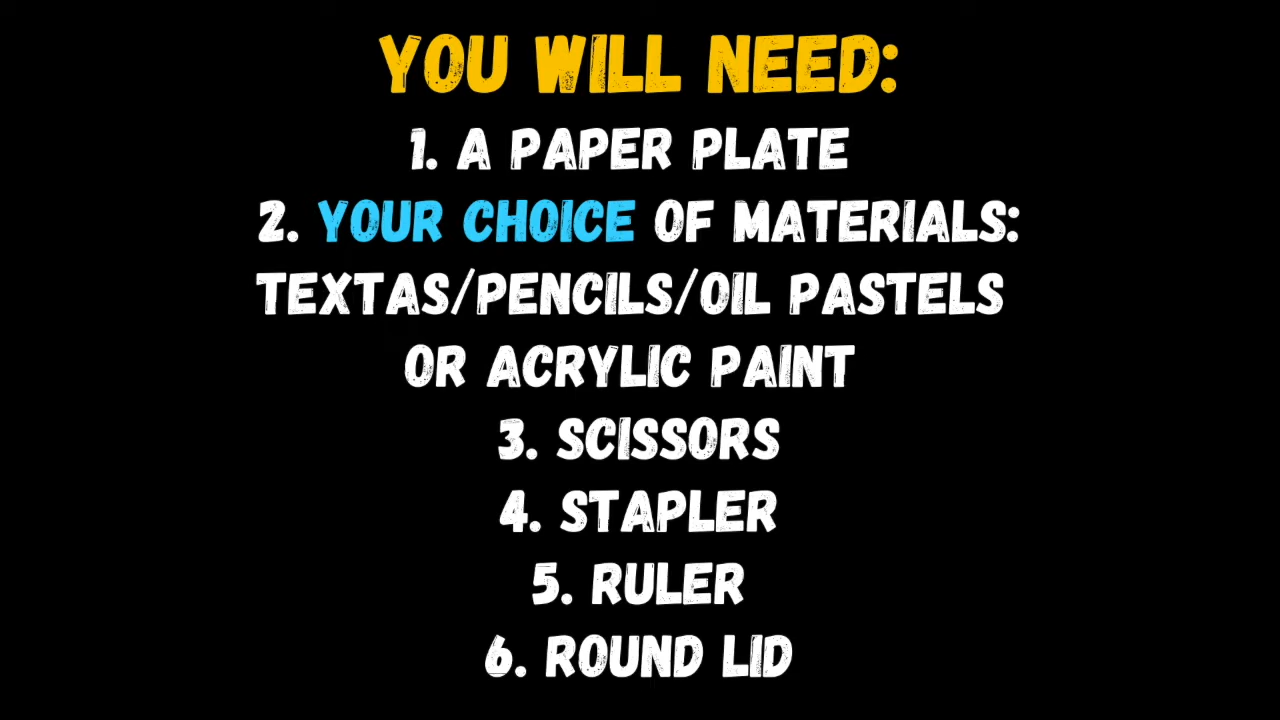 YOU WILL NEED:
1. A PAPER PLATE
2. YOUR CHOICE OF MATERIALS:
TEXTAS/PENCILS/OIL PASTELS
OR ACRYLIC PAINT
3. SCISSORS
4. STAPLER
5. RULER
6. ROUND LID